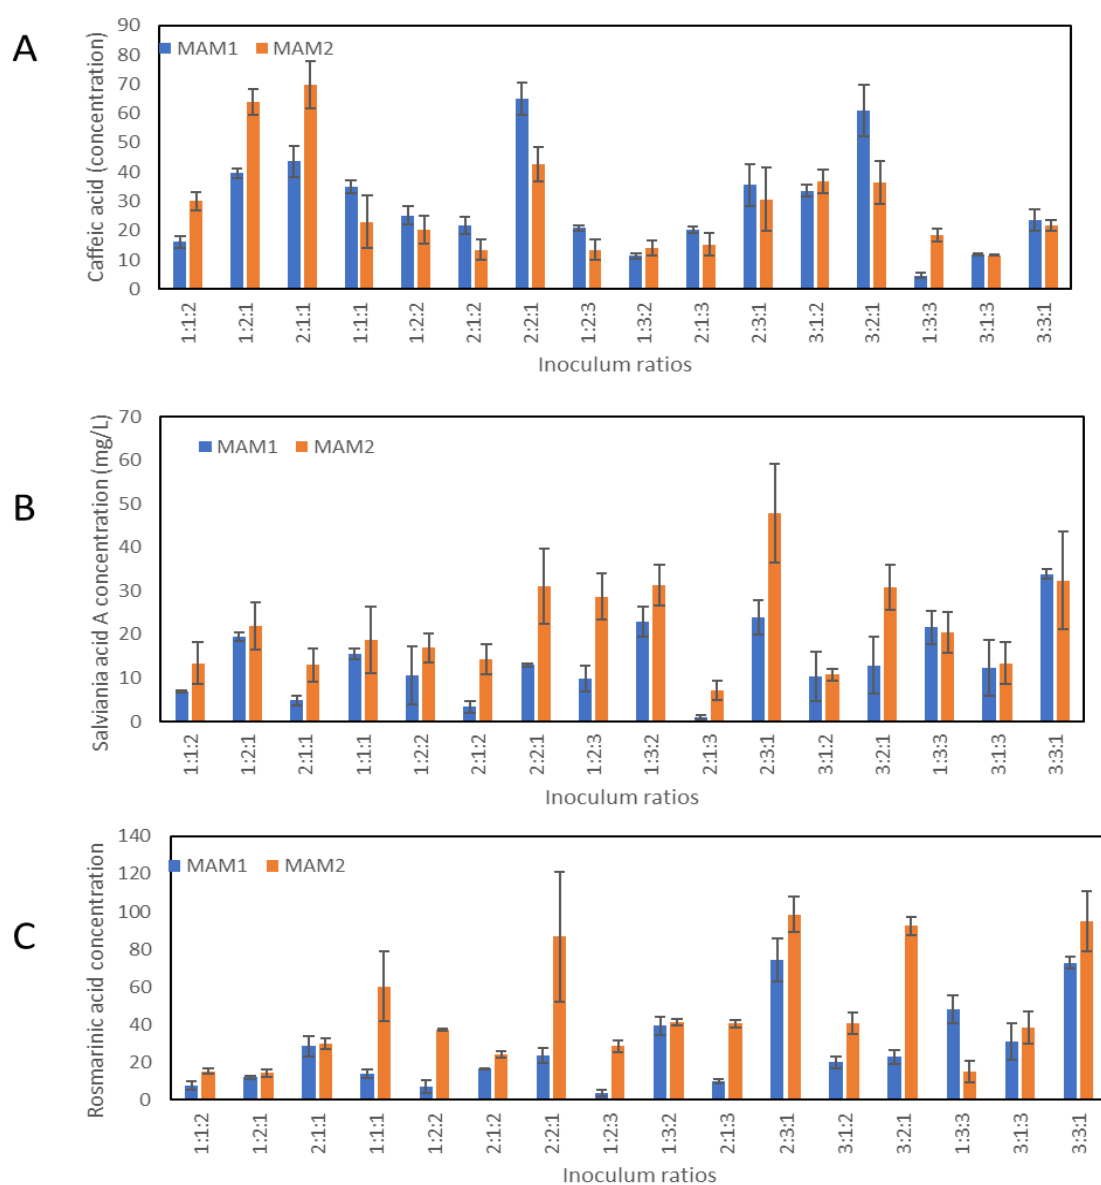 A
Caffeic acid (concentration)
90
80
70
60
50
40
30
20
10
0
MAM1 MAM2
1:1:2 1:2:1 2:1:1 1:1:1 1:2:2 2:1:2 2:2:1 1:2:3 1:3:2 2:1:3 2:3:1 3:1:2 3:2:1 1:3:3 3:1:3 3:3:1
Inoculum ratios
B
Salviania acid A concentration (mg/L)
70
60
50
40
30
20
10
0
MAM1 MAM2
1:1:2 1:2:1 2:1:1 1:1:1 1:2:2 2:1:2 2:2:1 1:2:3 1:3:2 2:1:3 2:3:1 3:1:2 3:2:1 1:3:3 3:1:3 3:3:1
Inoculum ratios
C
Rosmarinic acid concentration
140
120
100
80
60
40
20
0
MAM1 MAM2
1:1:2 1:2:1 2:1:1 1:1:1 1:2:2 2:1:2 2:2:1 1:2:3 1:3:2 2:1:3 2:3:1 3:1:2 3:2:1 1:3:3 3:1:3 3:3:1
Inoculum ratios